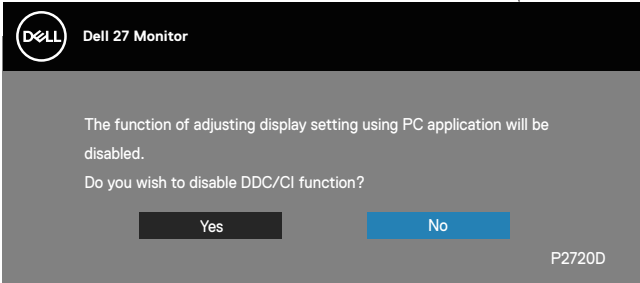 DELL
Dell 27 Monitor
The function of adjusting display setting using PC application will be
disabled.
Do you wish to disable DDC/CI function?
Yes
No
P2720D